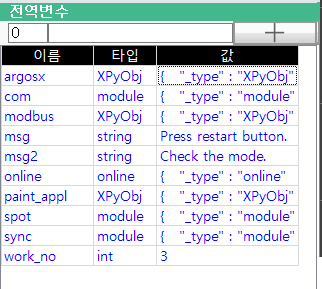 전역변수
0
이름 타입 값
argosx XPyObj { "_type" : "XPyObj"
com module { "_type" : "module"
modbus XPyObj { "_type" : "XPyObj"
msg string Press restart button.
msg2 string Check the mode.
online online { "_type" : "online"
paint_appl XPyObj { "_type" : "XPyObj"
spot module { "_type" : "module"
sync module { "_type" : "module"
work_no int 3